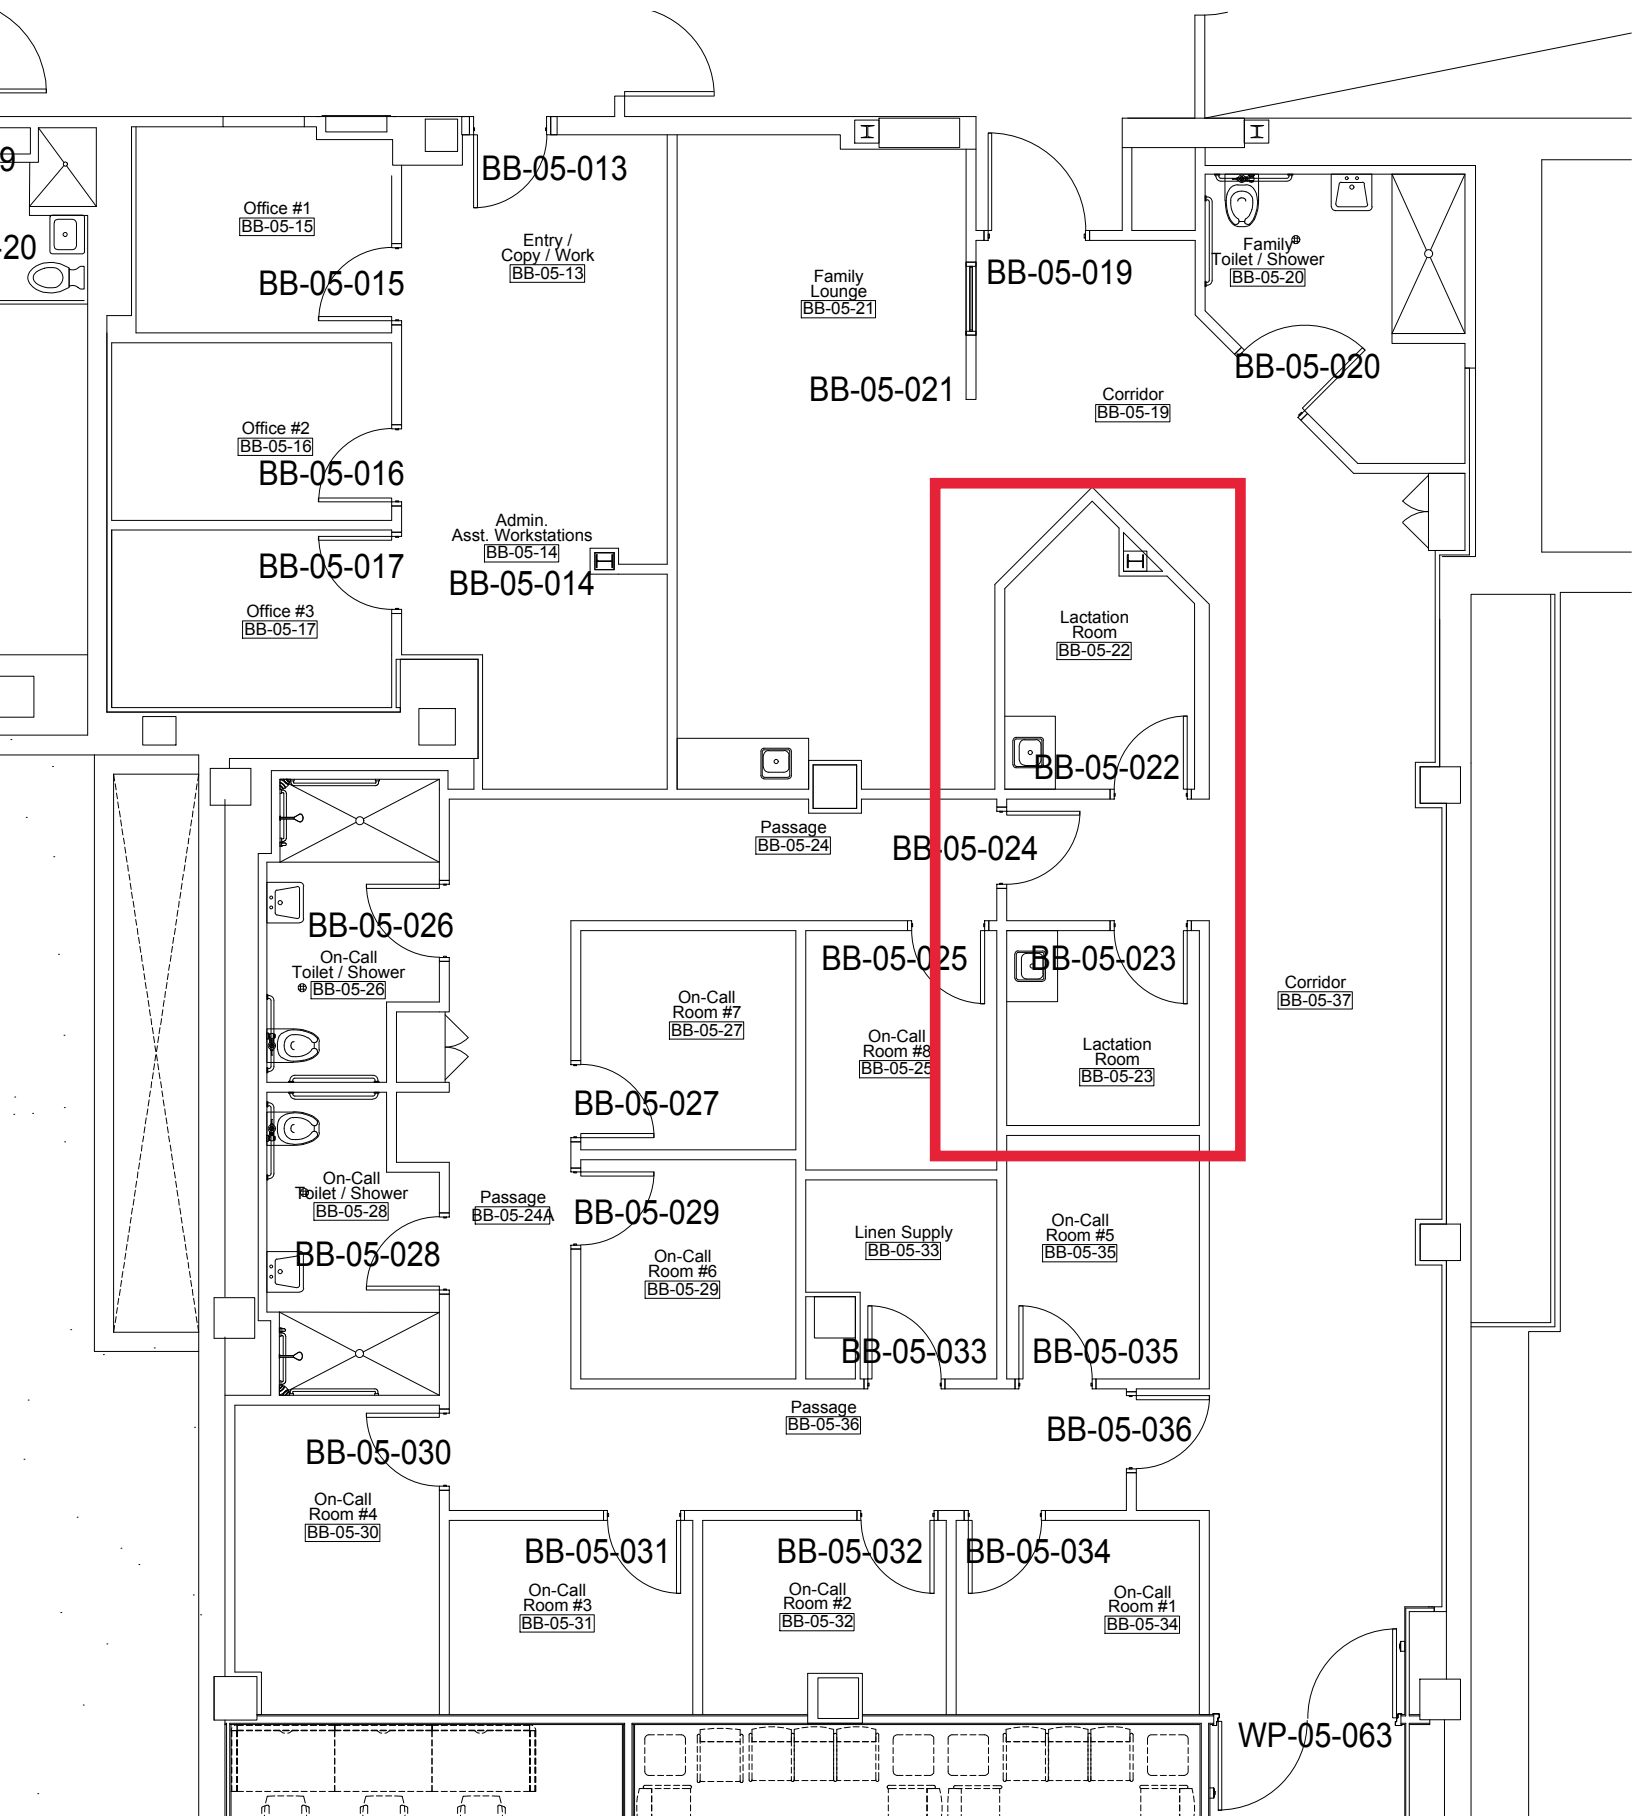 9
-20
BB-05-013
Office #1
BB-05-15
BB-05-015
Entry /
Copy / Work
BB-05-13
Family
Lounge
BB-05-21
BB-05-019
Family
Toilet / Shower
BB-05-20
BB-05-020
BB-05-021
Corridor
BB-05-19
Office #2
BB-05-16
BB-05-016
Admin.
Asst. Workstations
BB-05-14
BB-05-014
BB-05-017
Office #3
BB-05-17
Lactation
Room
BB-05-22
BB-05-022
Passage
BB-05-24
BB-05-024
BB-05-026
On-Call
Toilet / Shower
BB-05-26
BB-05-025
BB-05-023
On-Call
Room #7
BB-05-27
On-Call
Room #8
BB-05-25
Lactation
Room
BB-05-23
Corridor
BB-05-37
BB-05-027
On-Call
Toilet / Shower
BB-05-28
BB-05-028
Passage
BB-05-24A
BB-05-029
On-Call
Room #6
BB-05-29
Linen Supply
BB-05-33
On-Call
Room #5
BB-05-35
BB-05-033
BB-05-035
Passage
BB-05-36
BB-05-036
BB-05-030
On-Call
Room #4
BB-05-30
BB-05-031
On-Call
Room #3
BB-05-31
BB-05-032
On-Call
Room #2
BB-05-32
BB-05-034
On-Call
Room #1
BB-05-34
WP-05-063